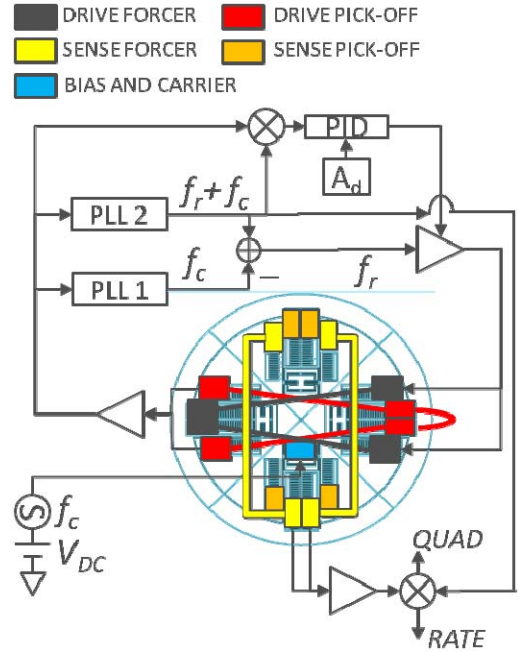 DRIVE FORCER
DRIVE PICK-OFF
SENSE FORCER
SENSE PICK-OFF
BIAS AND CARRIER
PID
A_d
PLL 2
f_r+f_c
PLL 1
f_c
−
f_r
f_c
V_DC
QUAD
RATE